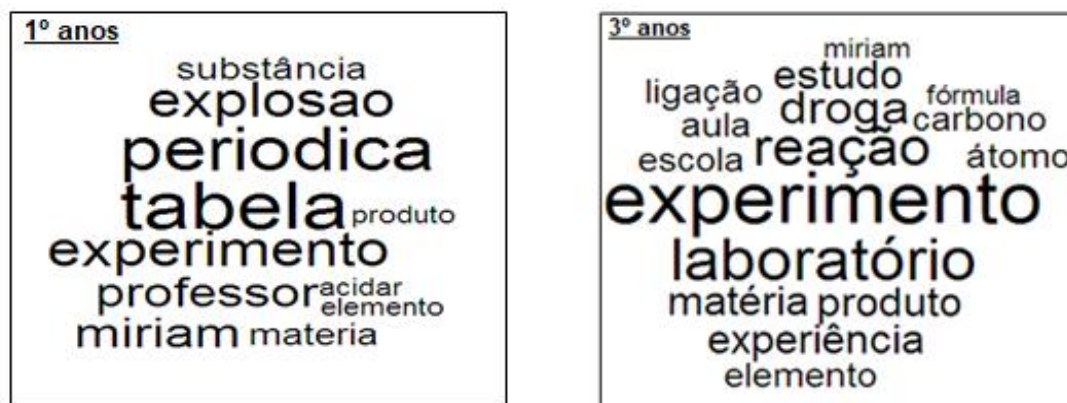 1º anos
substância
explosao
periodica
tabela produto
experimento
professor acidar
elemento
miriam materia
3º anos
miriam
ligação estudo fórmula
aula droga carbono
escola reação átomo
experimento
laboratório
matéria produto
experiência
elemento